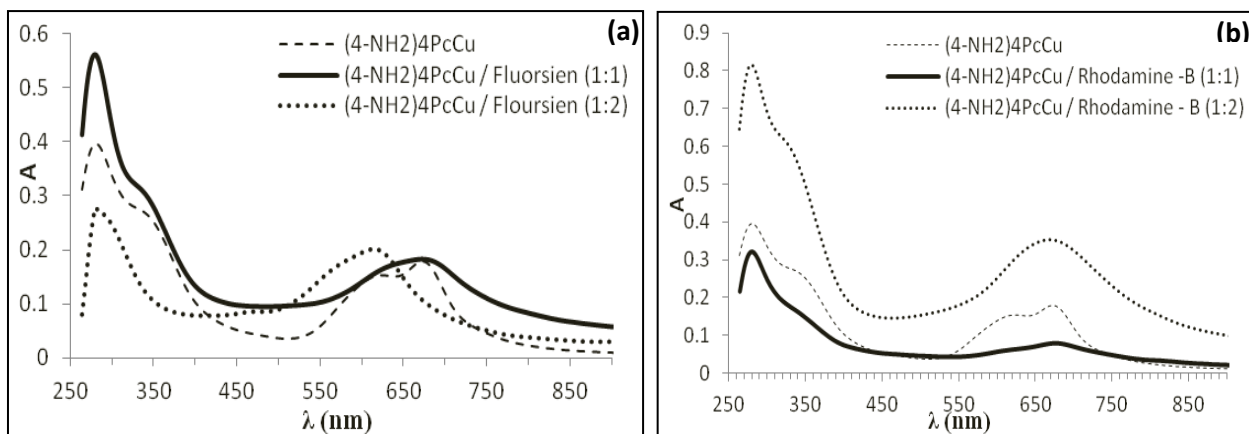 (a)
(4-NH2)4PcCu
(4-NH2)4PcCu / Fluorsien (1:1)
(4-NH2)4PcCu / Floursien (1:2)
0.6
0.5
0.4
0.3
0.2
0.1
0
A
250 350 450 550 650 750 850
λ (nm)
(b)
(4-NH2)4PcCu
(4-NH2)4PcCu / Rhodamine -B (1:1)
(4-NH2)4PcCu / Rhodamine - B (1:2)
0.9
0.8
0.7
0.6
0.5
0.4
0.3
0.2
0.1
0
A
250 350 450 550 650 750 850
λ (nm)